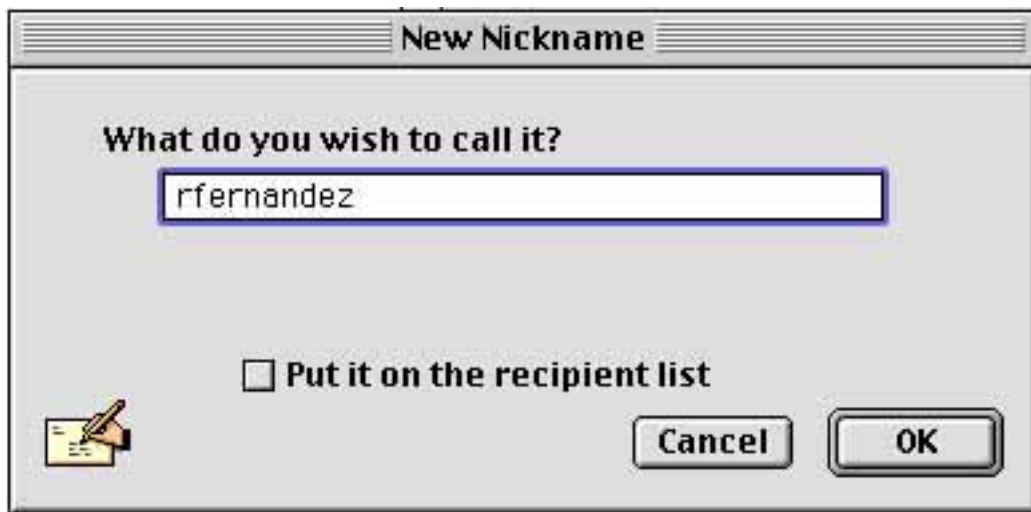 New Nickname
What do you wish to call it?
rfernandez
Put it on the recipient list
Cancel OK